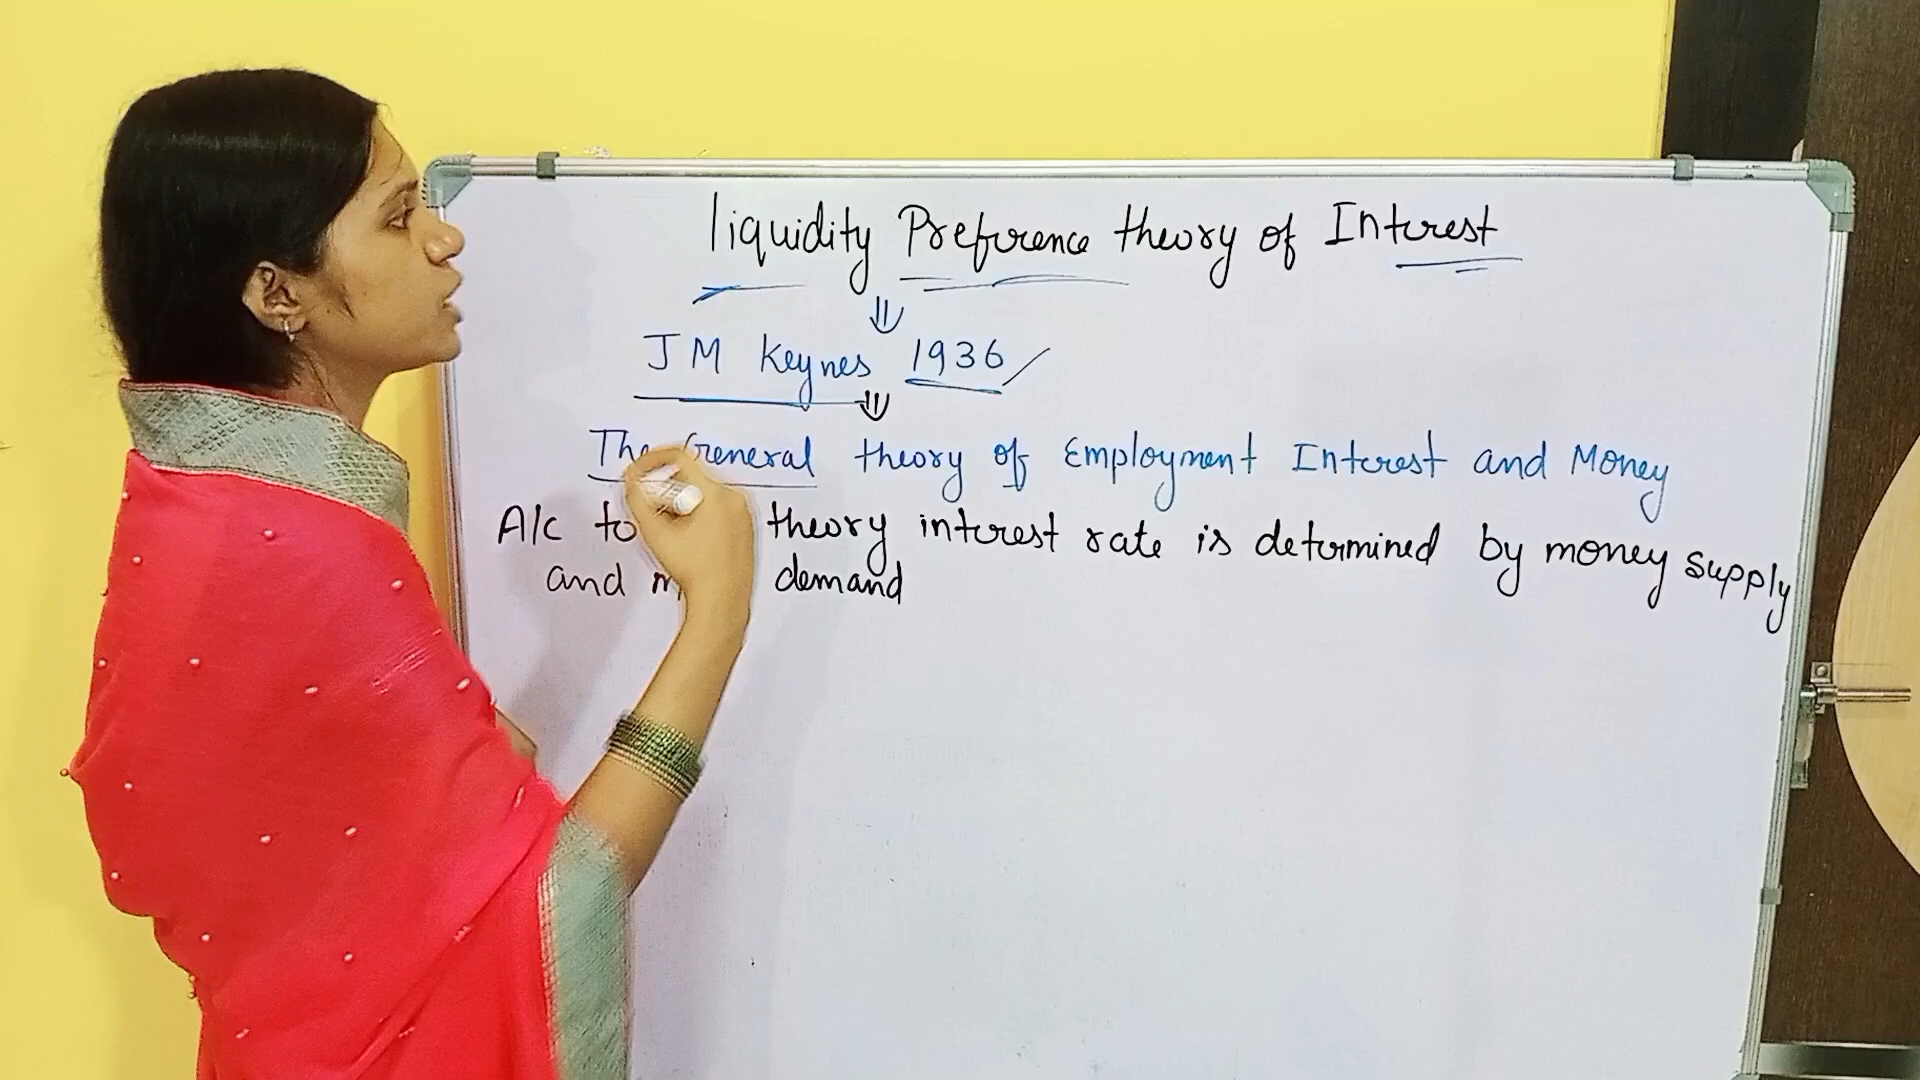 liquidity Preference theory of Interest
JM Keynes 1936
The General theory of Employment Interest and Money
A/c to theory interest rate is determined by money supply
and demand